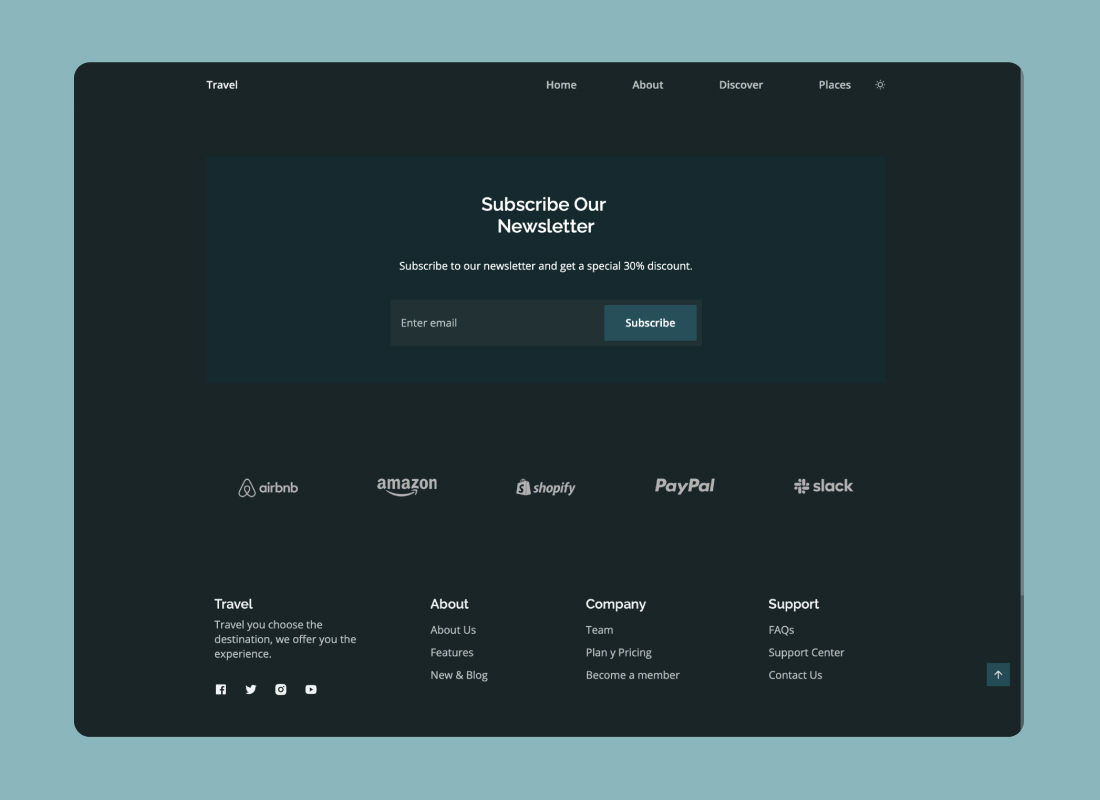 Travel Home About Discover Places
Subscribe Our
Newsletter
Subscribe to our newsletter and get a special 30% discount.
Enter email Subscribe
airbnb amazon shopify PayPal slack
Travel
Travel you choose the
destination, we offer you the
experience.
About
About Us
Features
New & Blog
Company
Team
Plan y Pricing
Become a member
Support
FAQs
Support Center
Contact Us